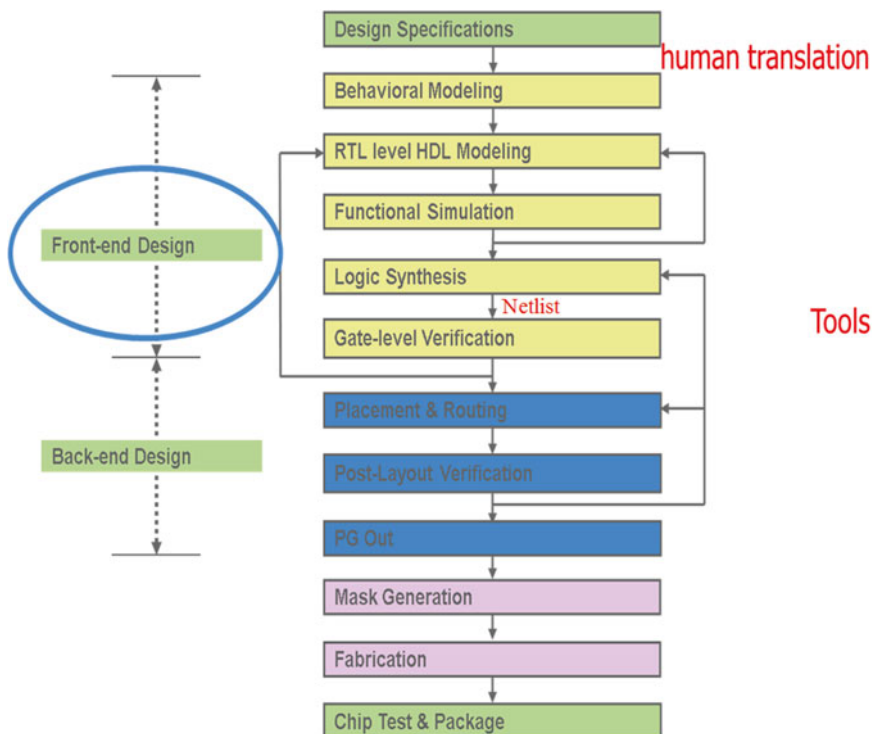 Design Specifications
human translation
Behavioral Modeling
RTL level HDL Modeling
Functional Simulation
Front-end Design
Logic Synthesis
Netlist
Tools
Gate-level Verification
Placement & Routing
Back-end Design
Post-Layout Verification
PG Out
Mask Generation
Fabrication
Chip Test & Package